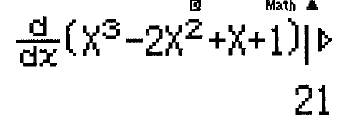 D Math ▲
d/dx(X³-2X²+X+1)|▷
21